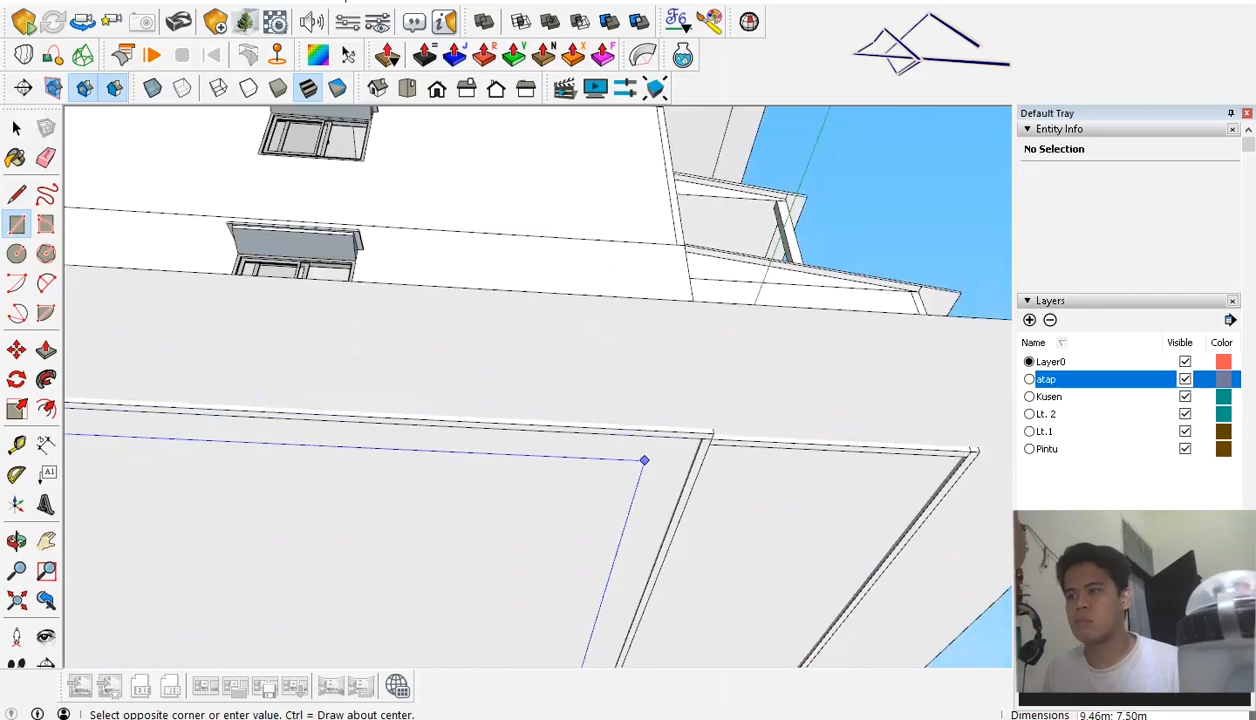 Default Tray
Entity Info
No Selection
Layers
Name Visible Color
Layer0
atap
Kusen
Lt. 2
Lt.1
Pintu
Select opposite corner or enter value. Ctrl = Draw about center.
Dimensions 9.46m; 7.50m